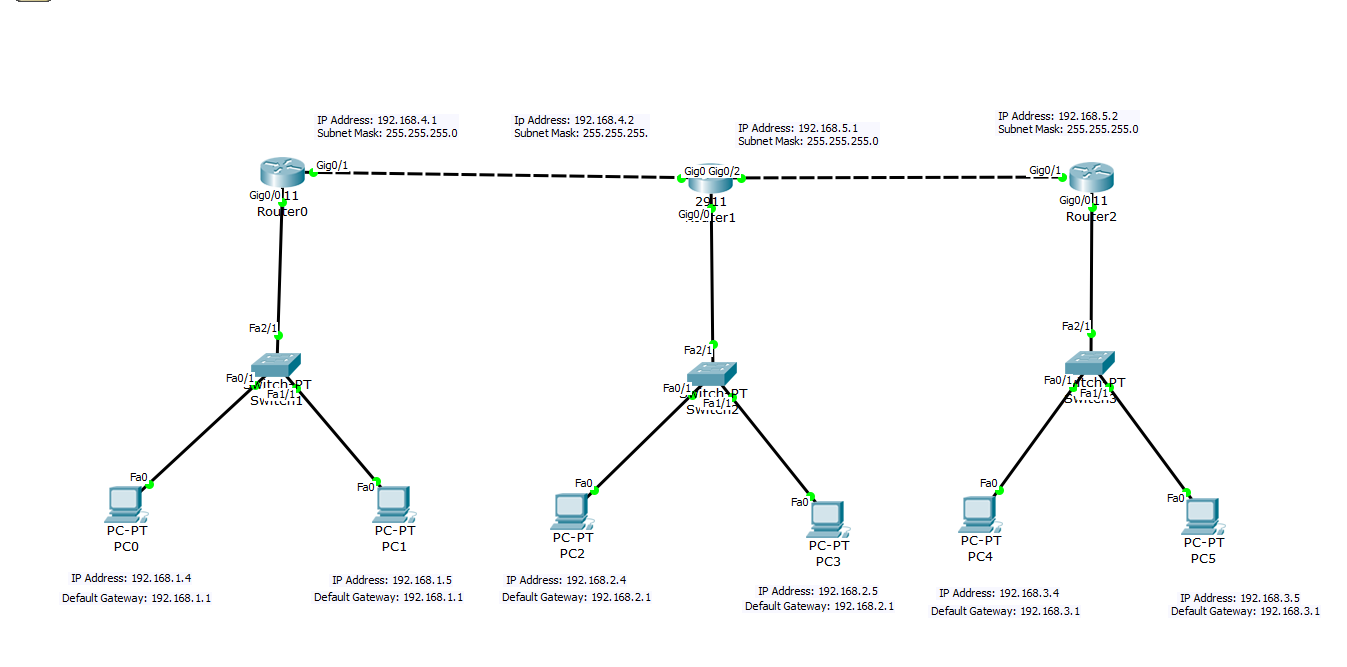 IP Address: 192.168.4.1
Subnet Mask: 255.255.255.0
Ip Address: 192.168.4.2
Subnet Mask: 255.255.255.
IP Address: 192.168.5.1
Subnet Mask: 255.255.255.0
IP Address: 192.168.5.2
Subnet Mask: 255.255.255.0
Gig0/1
Gig0/0
Router0
Gig0
Gig0/2
2911
Gig0/0
Gig0/1
Gig0/0
Router2
Fa2/1
Fa0/1
Fa1/1
Switch1
Fa2/1
Fa0/1
Fa1/1
Switch2
Fa2/1
Fa0/1
Fa1/1
Switch3
Fa0
PC-PT
PC0
Fa0
PC-PT
PC1
Fa0
PC-PT
PC2
Fa0
PC-PT
PC3
Fa0
PC-PT
PC4
Fa0
PC-PT
PC5
IP Address: 192.168.1.4
Default Gateway: 192.168.1.1
IP Address: 192.168.1.5
Default Gateway: 192.168.1.1
IP Address: 192.168.2.4
Default Gateway: 192.168.2.1
IP Address: 192.168.2.5
Default Gateway: 192.168.2.1
IP Address: 192.168.3.4
Default Gateway: 192.168.3.1
IP Address: 192.168.3.5
Default Gateway: 192.168.3.1